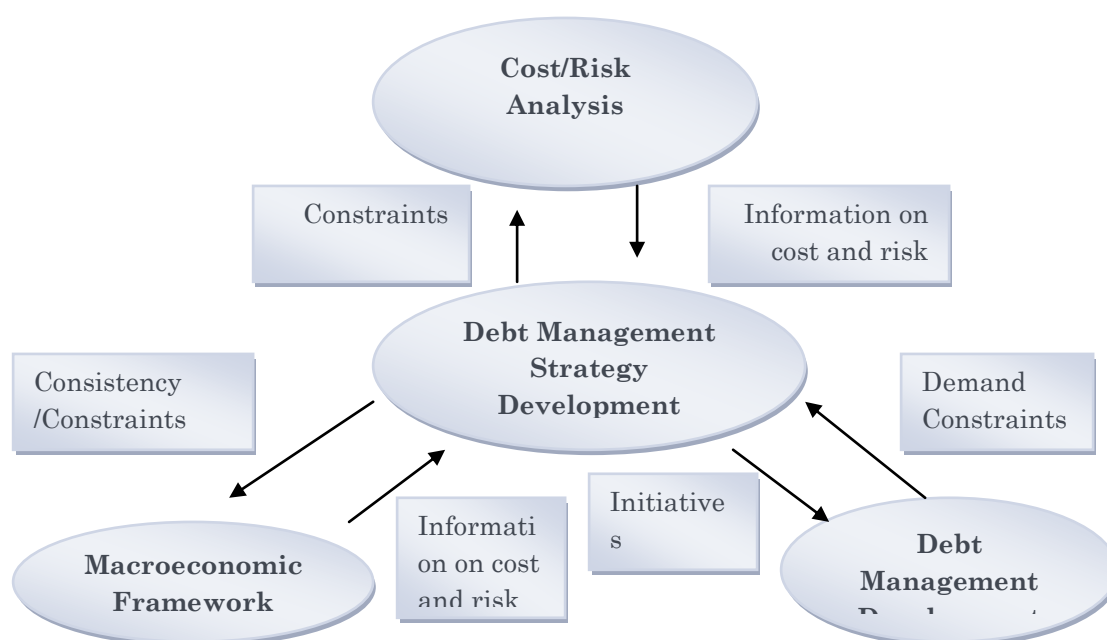 Cost/Risk
Analysis
Constraints
Information on
cost and risk
Debt Management
Strategy
Development
Consistency
/Constraints
Demand
Constraints
Initiative
s
Informati
on on cost
and risk
Macroeconomic
Framework
Debt
Management